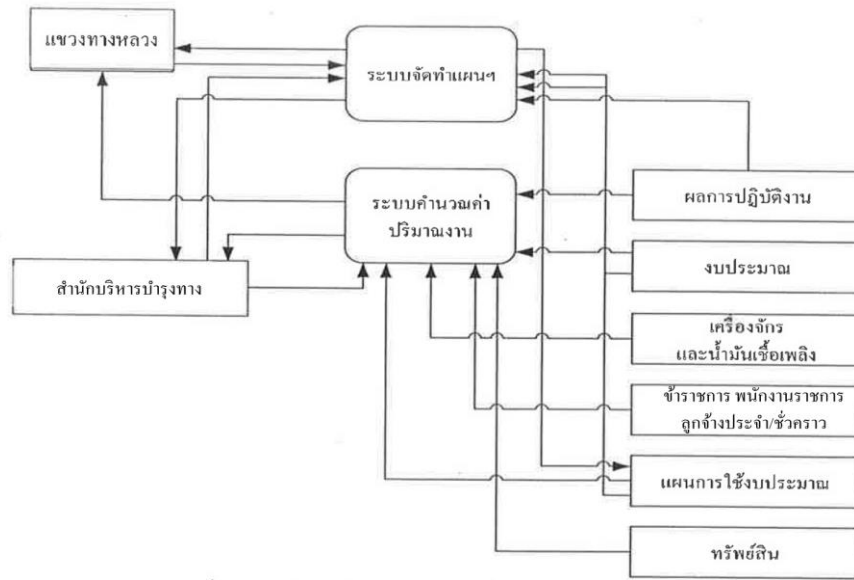 แขวงทางหลวง
ระบบจัดทำแผนฯ
ผลการปฏิบัติงาน
ระบบคำนวณค่า
ปริมาณงาน
งบประมาณ
สำนักบริหารบำรุงทาง
เครื่องจักร
และน้ำมันเชื้อเพลิง
ข้าราชการ พนักงานราชการ
ลูกจ้างประจำ/ชั่วคราว
แผนการใช้งบประมาณ
ทรัพย์สิน